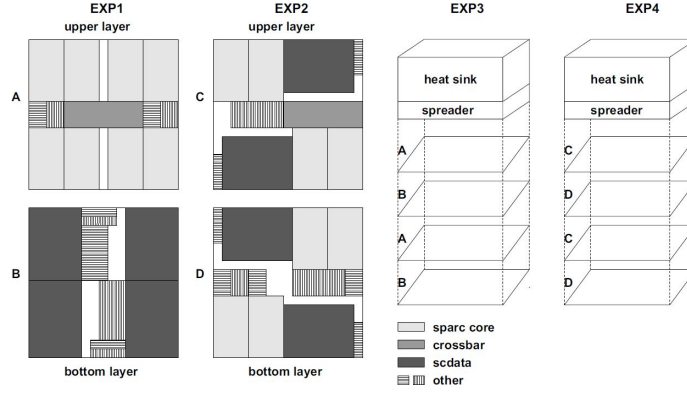 EXP1
EXP2
EXP3
EXP4
upper layer
upper layer
A
C
B
D
bottom layer
bottom layer
heat sink
spreader
A
B
A
B
heat sink
spreader
C
D
C
D
sparc core
crossbar
scdata
other